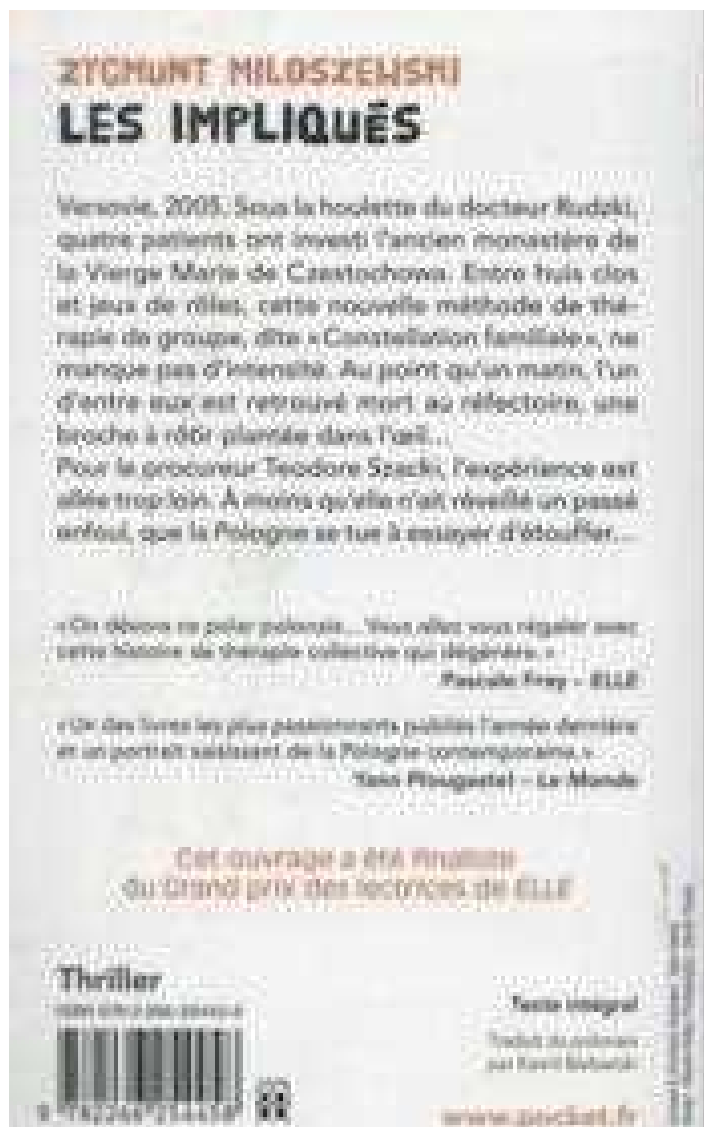 ZYGMUNT MILOSZEWSKI
LES IMPLIQUÉS
Varsovie, 2005. Sous la houlette du docteur Rudzki,
quatre patients ont investi l'ancien monastère de
la Vierge Marie de Czestochowa. Entre huis clos
et jeux de rôles, cette nouvelle méthode de thé-
rapie de groupe, dite « Constellation familiale », ne
manque pas d'intensité. Au point qu'un matin, l'un
d'entre eux est retrouvé mort au réfectoire, une
broche à rôtir plantée dans l'œil...
Pour le procureur Teodore Szacki, l'expérience est
allée trop loin. À moins qu'elle n'ait réveillé un passé
enfoui, que la Pologne se tue à essayer d'étouffer...
« On dévore ce polar polonais... Vous allez vous régaler avec
cette histoire de thérapie collective qui dégénère. »
Pascale Frey – ELLE
« Un des livres les plus passionnants publiés l'année dernière
et un portrait saisissant de la Pologne contemporaine. »
Yann Plougastel – Le Monde
Cet ouvrage a été finaliste
du Grand prix des lectrices de ELLE
Thriller
Texte intégral
Traduit du polonais
par Kamil Barbarski
www.pocket.fr